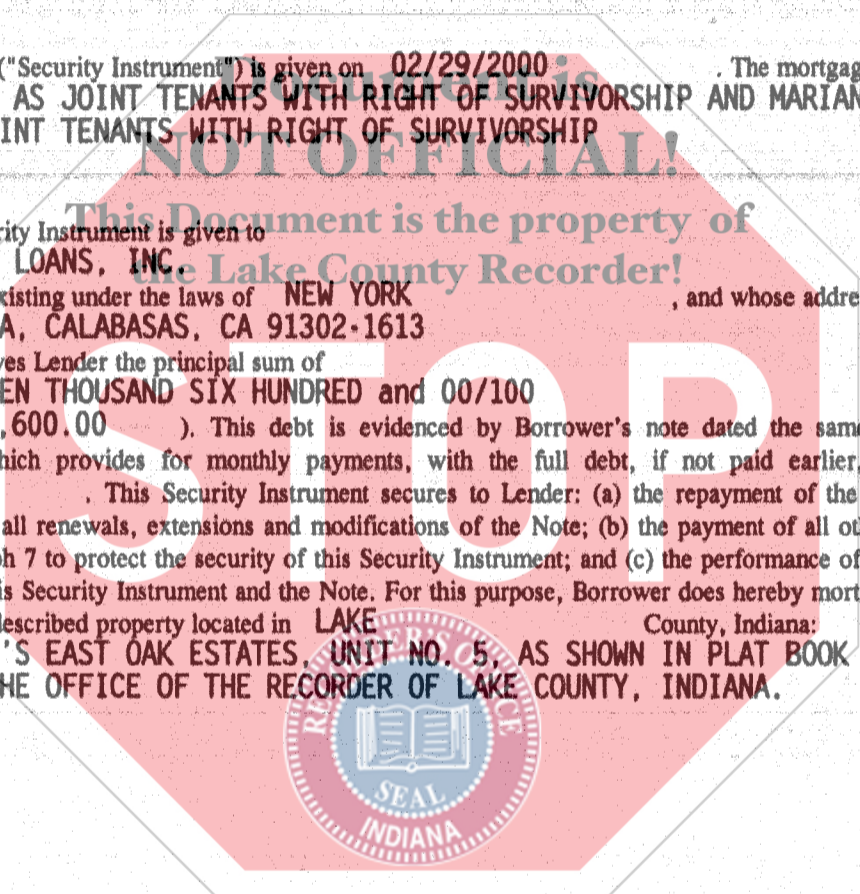 ("Security Instrument") is given on 02/29/2000 . The mortgag
AS JOINT TENANTS WITH RIGHT OF SURVIVORSHIP AND MARIAN
INT TENANTS WITH RIGHT OF SURVIVORSHIP
Document is
NOT OFFICIAL!
This Document is the property of
the Lake County Recorder!
rity Instrument is given to
LOANS, INC.
xisting under the laws of NEW YORK , and whose addre
A, CALABASAS, CA 91302-1613
ves Lender the principal sum of
EN THOUSAND SIX HUNDRED and 00/100
,600.00 ). This debt is evidenced by Borrower's note dated the same
hich provides for monthly payments, with the full debt, if not paid earlier,
. This Security Instrument secures to Lender: (a) the repayment of the
all renewals, extensions and modifications of the Note; (b) the payment of all ot
ph 7 to protect the security of this Security Instrument; and (c) the performance of
is Security Instrument and the Note. For this purpose, Borrower does hereby mort
described property located in LAKE County, Indiana:
'S EAST OAK ESTATES, UNIT NO. 5, AS SHOWN IN PLAT BOOK
HE OFFICE OF THE RECORDER OF LAKE COUNTY, INDIANA.
STOP
RECORDER'S OFFICE
SEAL
INDIANA